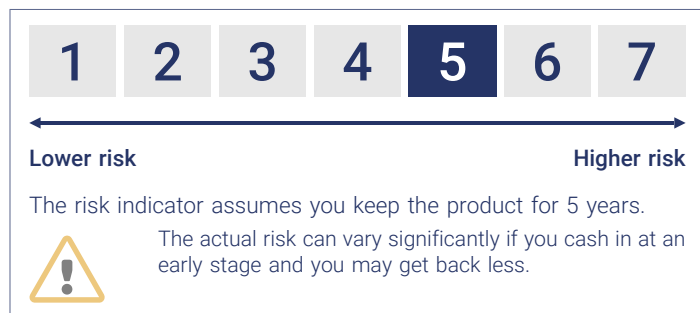 1 2 3 4 5 6 7
Lower risk Higher risk
The risk indicator assumes you keep the product for 5 years.
The actual risk can vary significantly if you cash in at an
early stage and you may get back less.